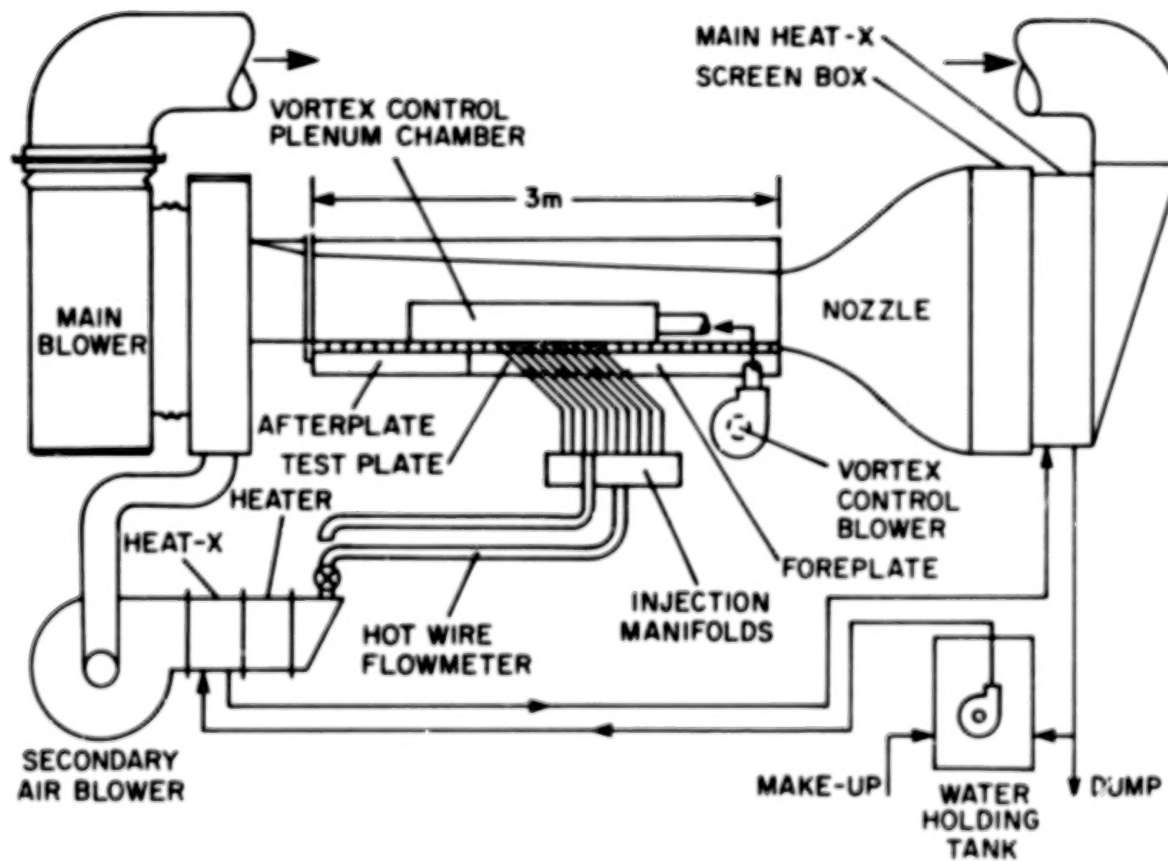 MAIN HEAT-X
SCREEN BOX
VORTEX CONTROL
PLENUM CHAMBER
3m
MAIN
BLOWER
NOZZLE
AFTERPLATE
TEST PLATE
HEATER
HEAT-X
VORTEX
CONTROL
BLOWER
FOREPLATE
INJECTION
MANIFOLDS
HOT WIRE
FLOWMETER
SECONDARY
AIR BLOWER
MAKE-UP
WATER
HOLDING
TANK
DUMP